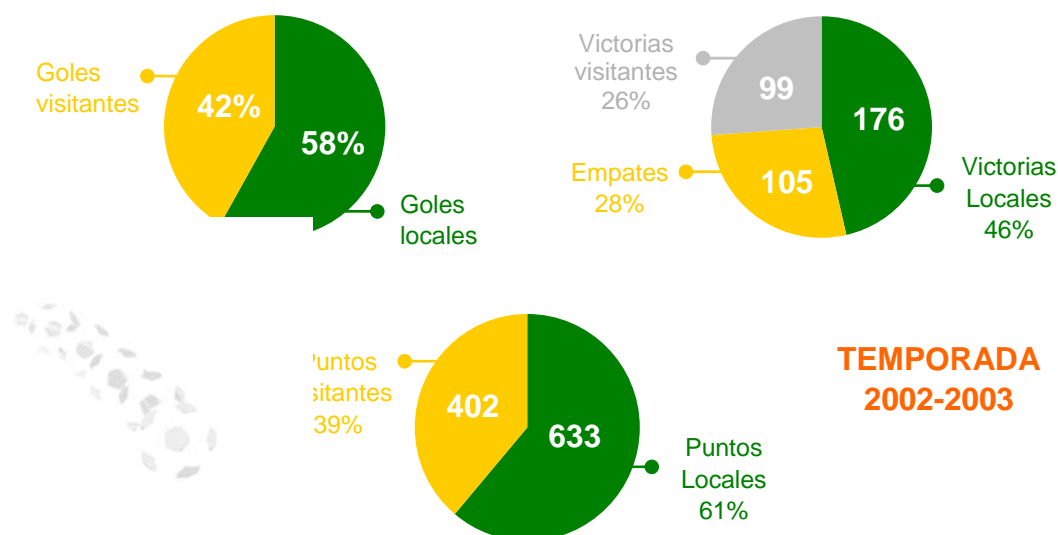 Goles
visitantes
42%
58%
Goles
locales
Victorias
visitantes
26%
99
176
Empates
28%
105
Victorias
Locales
46%
untos
sitantes
39%
402
633
Puntos
Locales
61%
TEMPORADA
2002-2003